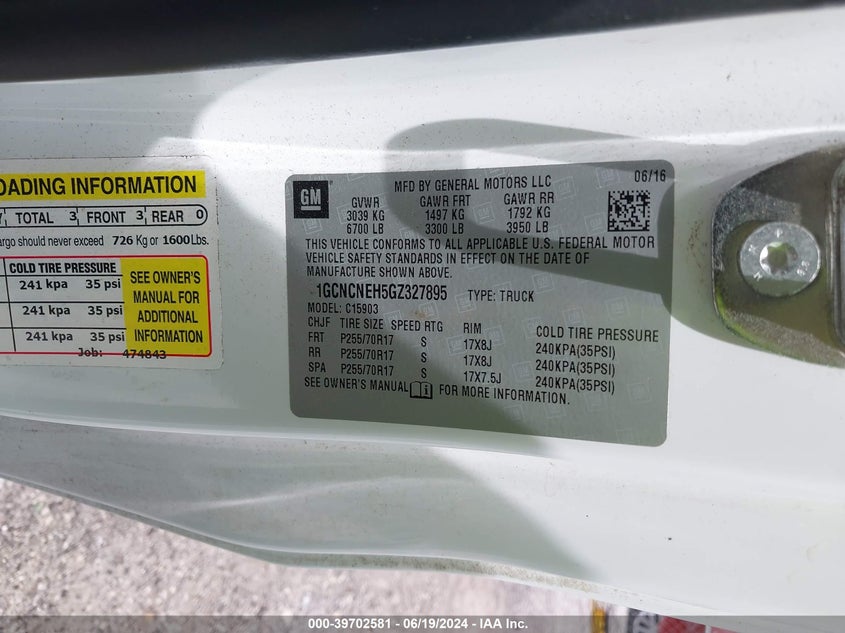 OADING INFORMATION
7 TOTAL 3 FRONT 3 REAR 0
argo should never exceed 726 Kg or 1600 Lbs.
COLD TIRE PRESSURE
241 kpa 35 psi
241 kpa 35 psi
241 kpa 35 psi
SEE OWNER'S
MANUAL FOR
ADDITIONAL
INFORMATION
Job: 474843
GM
MFD BY GENERAL MOTORS LLC 06/16
GVWR GAWR FRT GAWR RR
3039 KG 1497 KG 1792 KG
6700 LB 3300 LB 3950 LB
THIS VEHICLE CONFORMS TO ALL APPLICABLE U.S. FEDERAL MOTOR
VEHICLE SAFETY STANDARDS IN EFFECT ON THE DATE OF
MANUFACTURE SHOWN ABOVE.
1GCNCNEH5GZ327895 TYPE: TRUCK
MODEL: C15903
CHJF TIRE SIZE SPEED RTG RIM COLD TIRE PRESSURE
FRT P255/70R17 S 17X8J 240KPA(35PSI)
RR P255/70R17 S 17X8J 240KPA(35PSI)
SPA P255/70R17 S 17X7.5J 240KPA(35PSI)
SEE OWNER'S MANUAL FOR MORE INFORMATION.
000-39702581 - 06/19/2024 - IAA Inc.